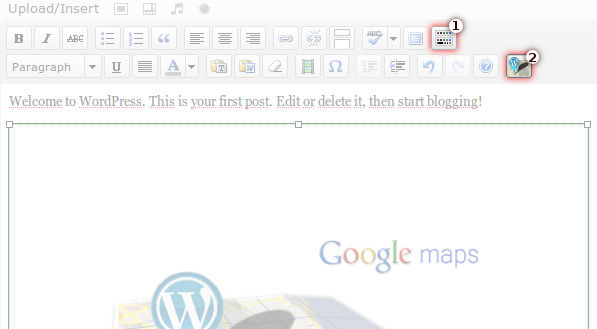 Upload/Insert
1
B I ABC ABC
Paragraph U A T W Ω ? 2
Welcome to WordPress. This is your first post. Edit or delete it, then start blogging!
Google maps
W